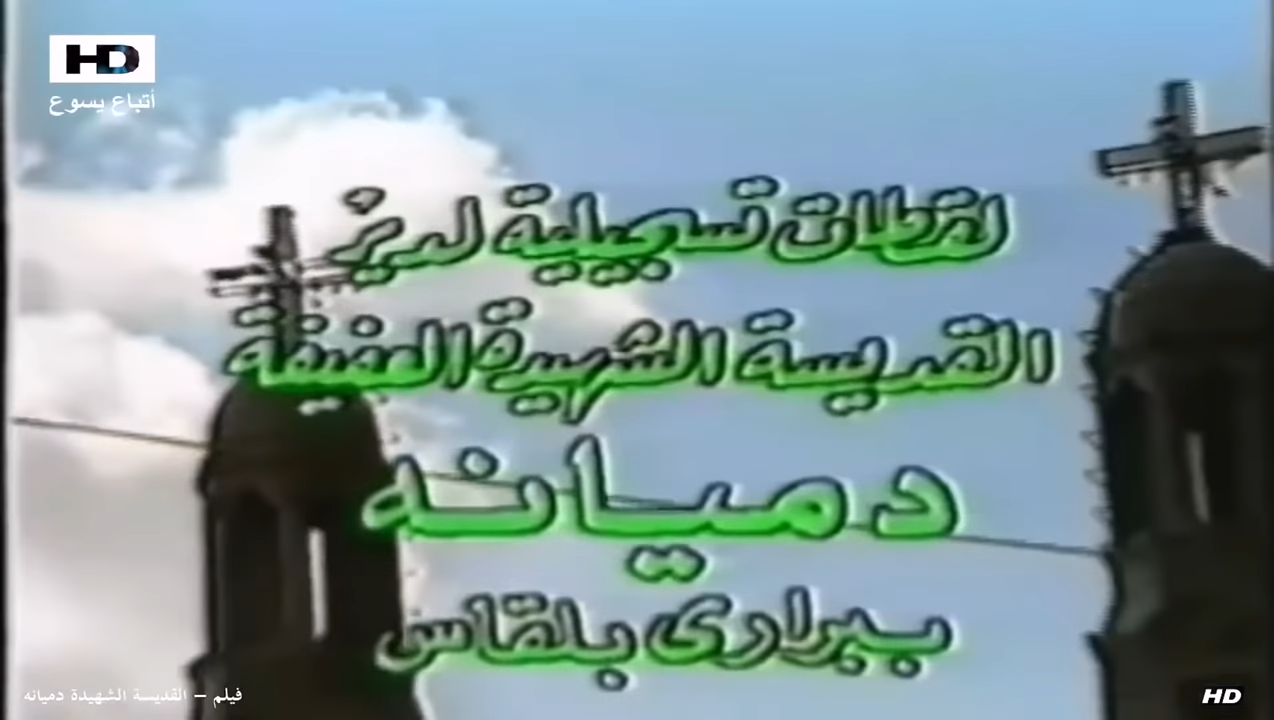 HD
أتباع يسوع
لقطات تسجيلية لدير
القديسة الشهيدة العفيفة
دميانه
ببرارى بلقاس
فيلم – القديسة الشهيدة دميانه
HD